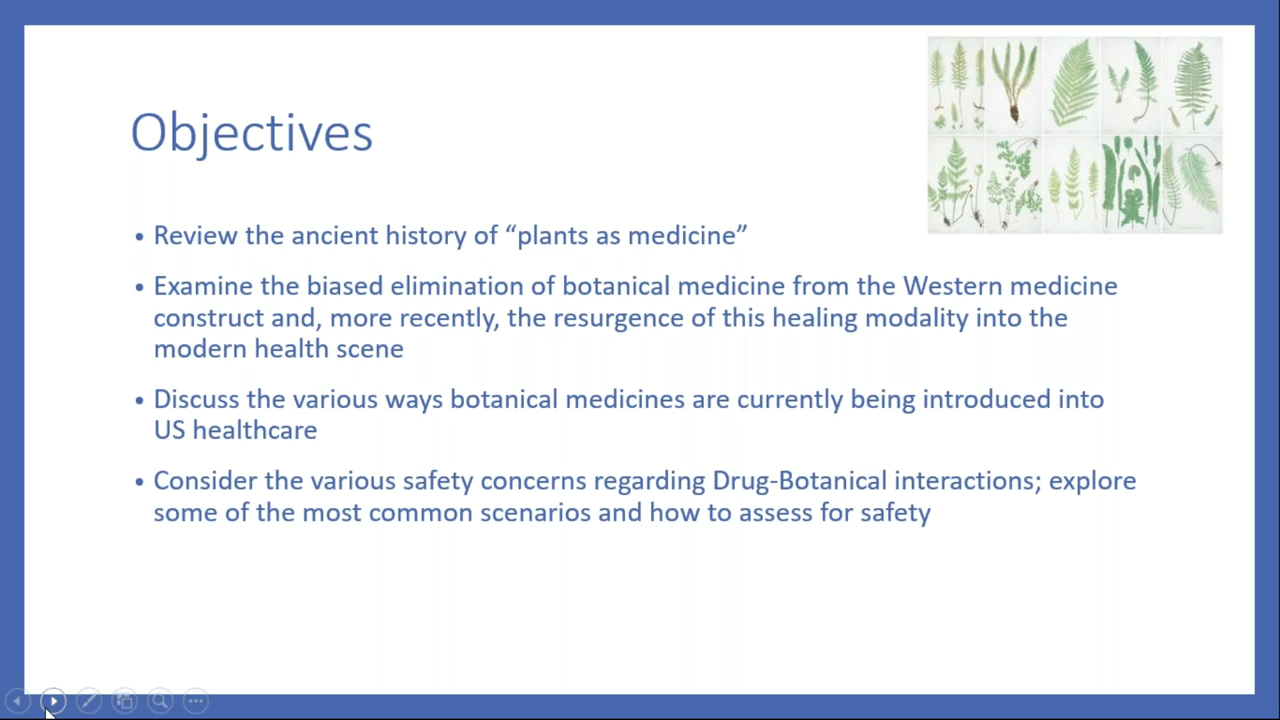 Objectives
• Review the ancient history of “plants as medicine”
• Examine the biased elimination of botanical medicine from the Western medicine
construct and, more recently, the resurgence of this healing modality into the
modern health scene
• Discuss the various ways botanical medicines are currently being introduced into
US healthcare
• Consider the various safety concerns regarding Drug-Botanical interactions; explore
some of the most common scenarios and how to assess for safety